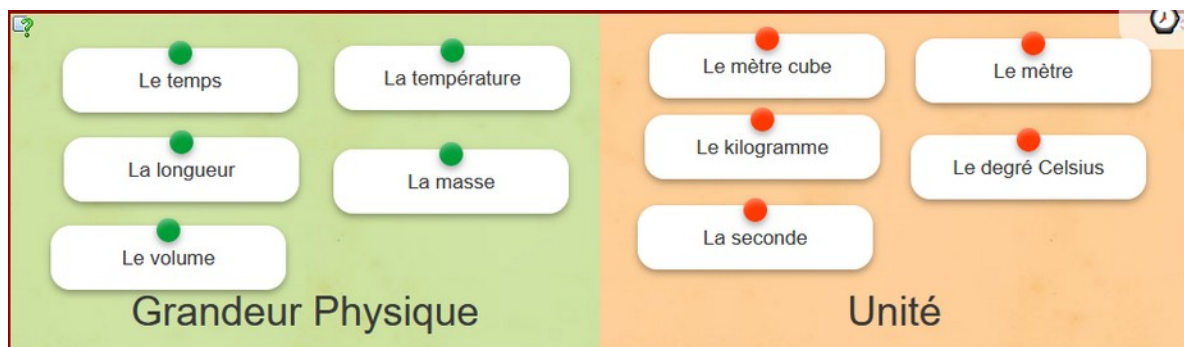 Le temps
La température
La longueur
La masse
Le volume
Grandeur Physique
Le mètre cube
Le mètre
Le kilogramme
Le degré Celsius
La seconde
Unité